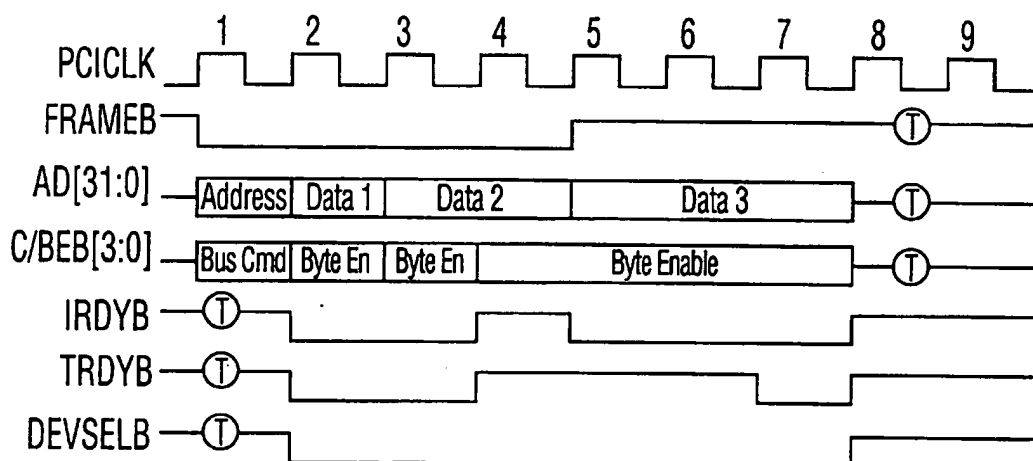 1 2 3 4 5 6 7 8 9
PCICLK
FRAMEB T
AD[31:0] Address Data 1 Data 2 Data 3 T
C/BEB[3:0] Bus Cmd Byte En Byte En Byte Enable T
IRDYB T
TRDYB T
DEVSELB T